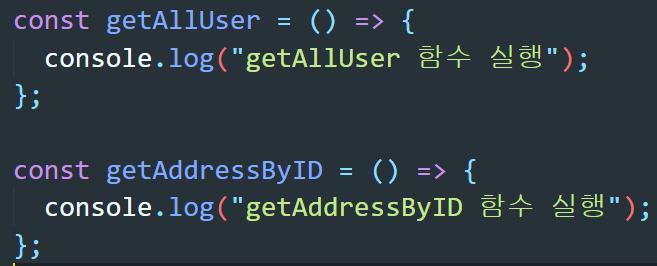 const getAllUser = () => {
  console.log("getAllUser 함수 실행");
};

const getAddressByID = () => {
  console.log("getAddressByID 함수 실행");
};